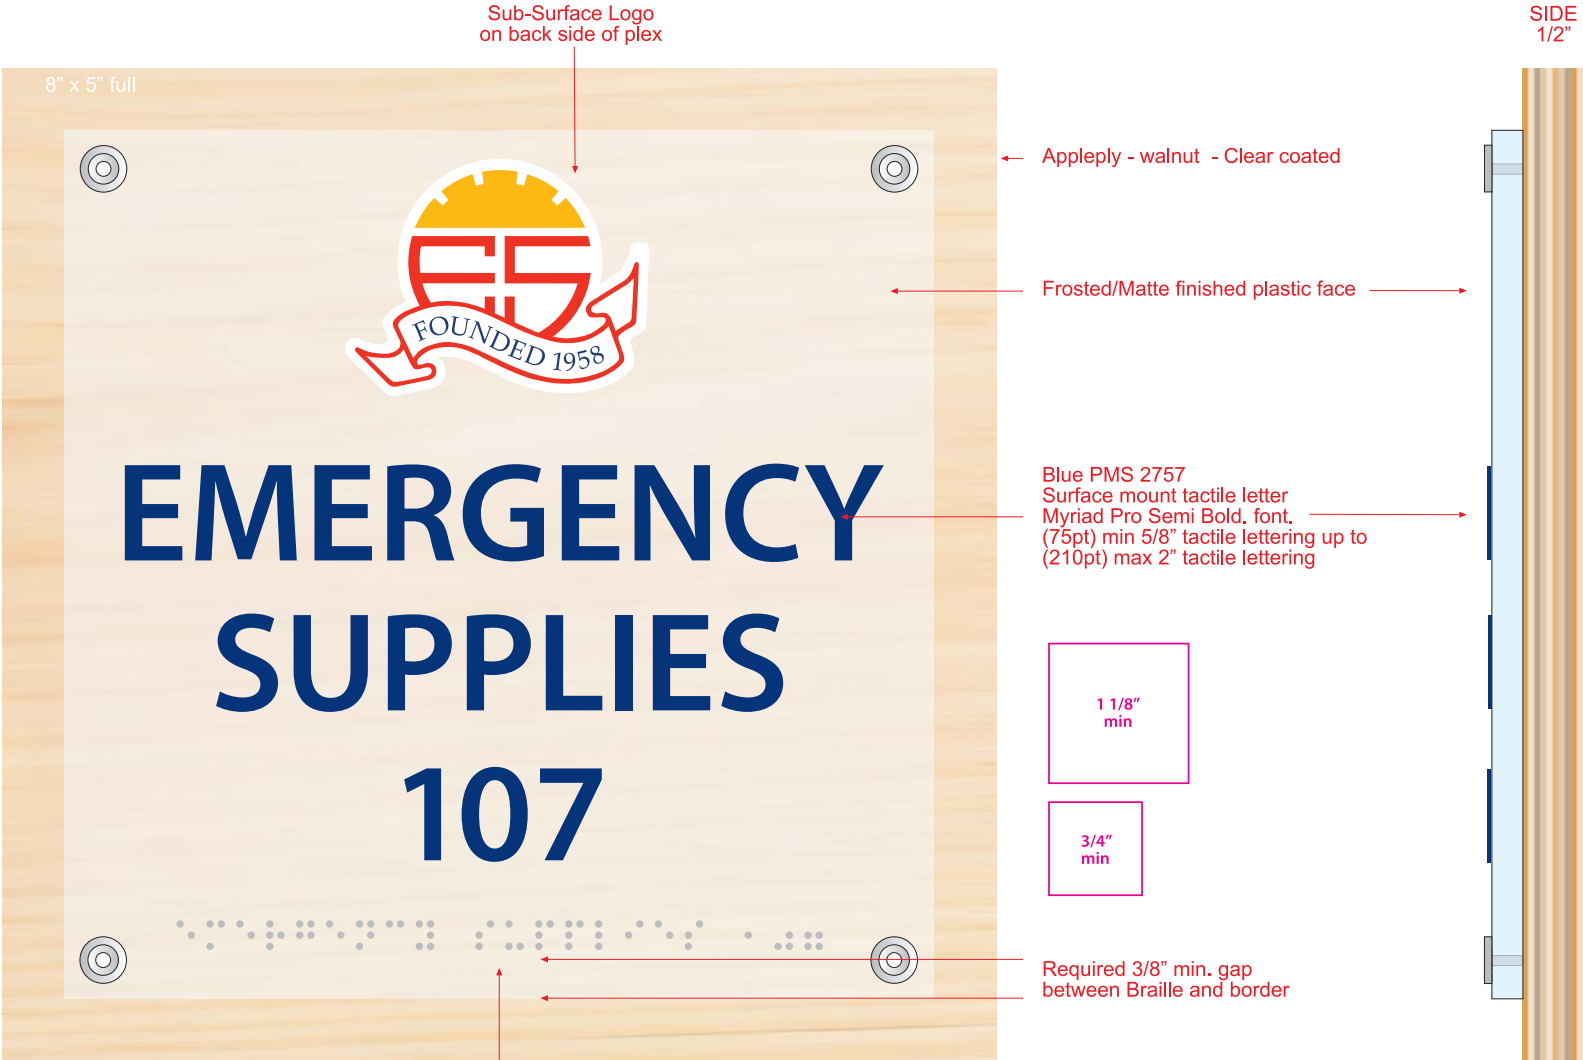 Sub-Surface Logo
on back side of plex
SIDE
1/2”
8” x 5” full
Appleply - walnut  - Clear coated
Frosted/Matte finished plastic face
FOUNDED 1958
EMERGENCY
SUPPLIES
107
Blue PMS 2757
Surface mount tactile letter
Myriad Pro Semi Bold. font.
(75pt) min 5/8” tactile lettering up to
(210pt) max 2” tactile lettering
1 1/8”
min
3/4”
min
Required 3/8” min. gap
between Braille and border